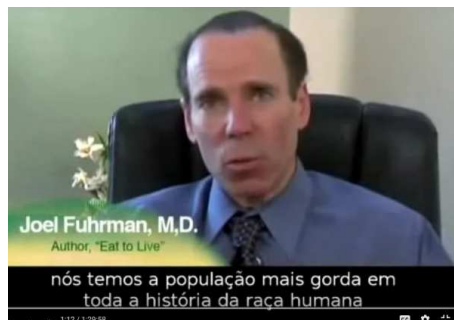 Joel Fuhrman, M,D.
Author, "Eat to Live"
nós temos a população mais gorda em
toda a história da raça humana
1:12 / 1:29:58